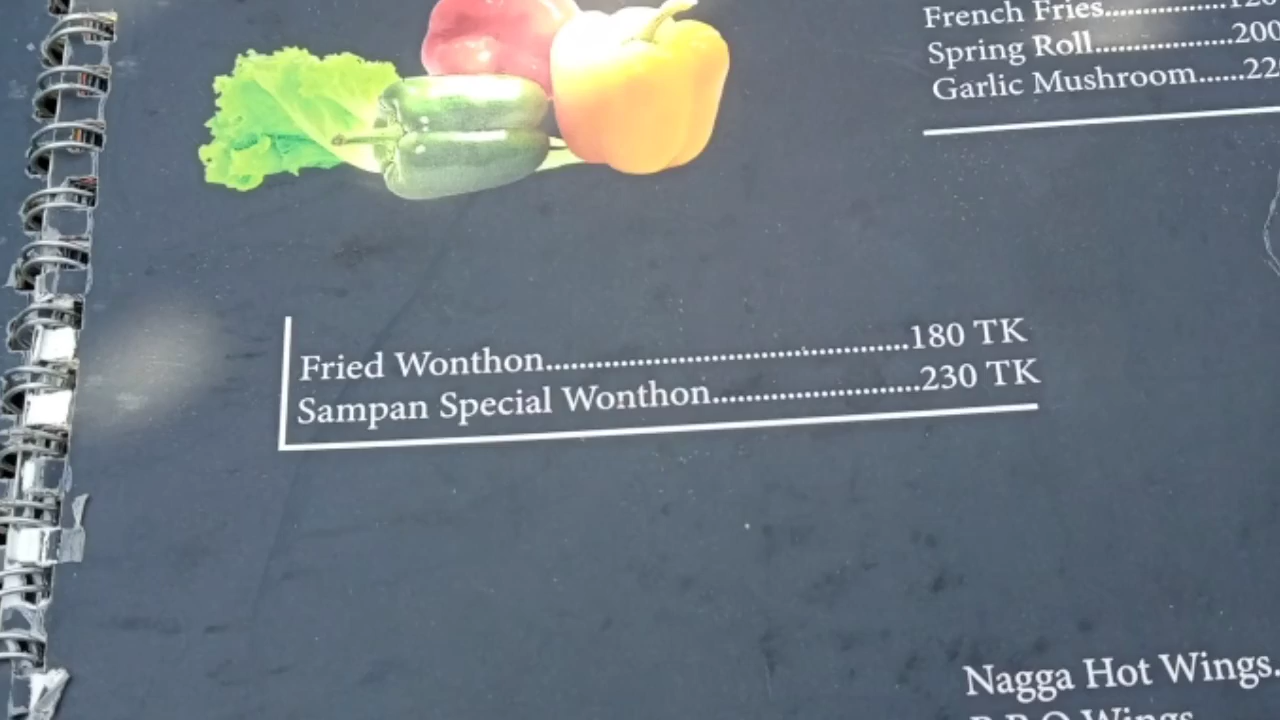 French Fries..................
Spring Roll....................200
Garlic Mushroom......
Fried Wonthon....................................................180 TK
Sampan Special Wonthon..............................230 TK
Nagga Hot Wings.
Wings